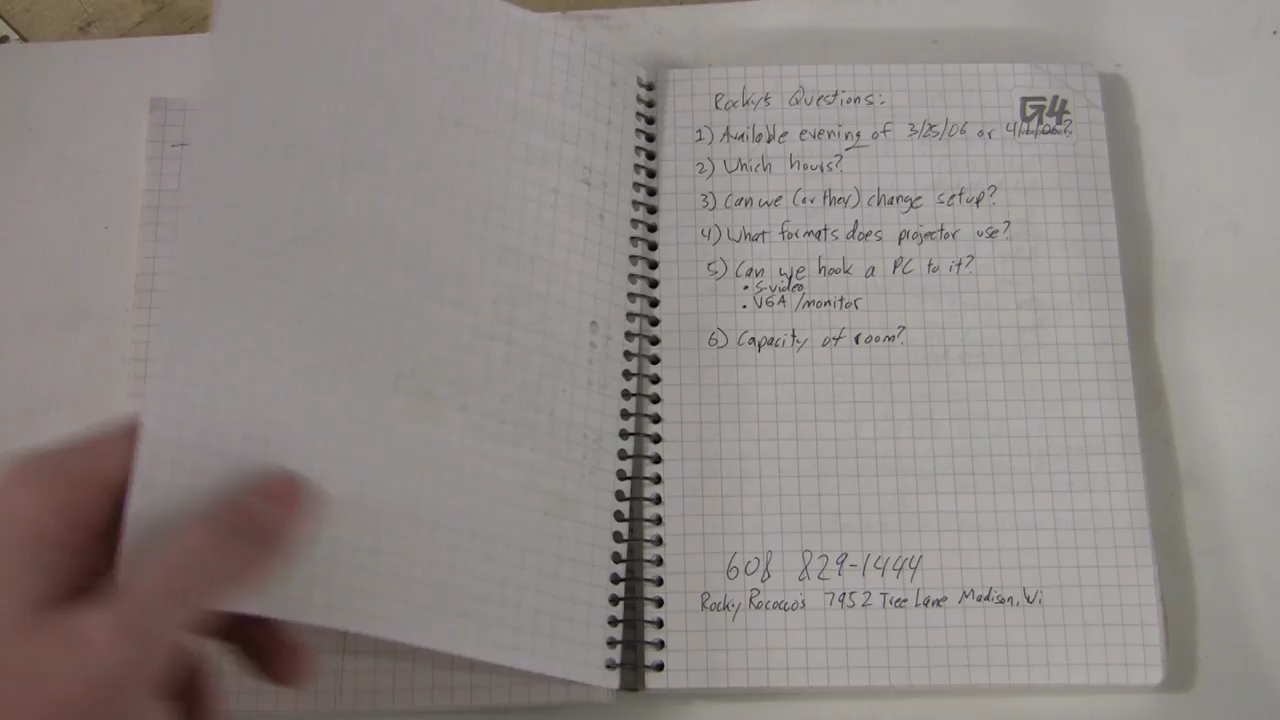 Rocky's Questions:
G4
1) Available evening of 3/25/06 or 4/1/06?
2) Which hours?
3) Can we (or they) change setup?
4) What formats does projector use?
5) Can we hook a PC to it?
• S-video
• VGA/monitor
6) Capacity of room?
608 829-1444
Rocky Rococco's 7952 Tree Lane Madison, Wi